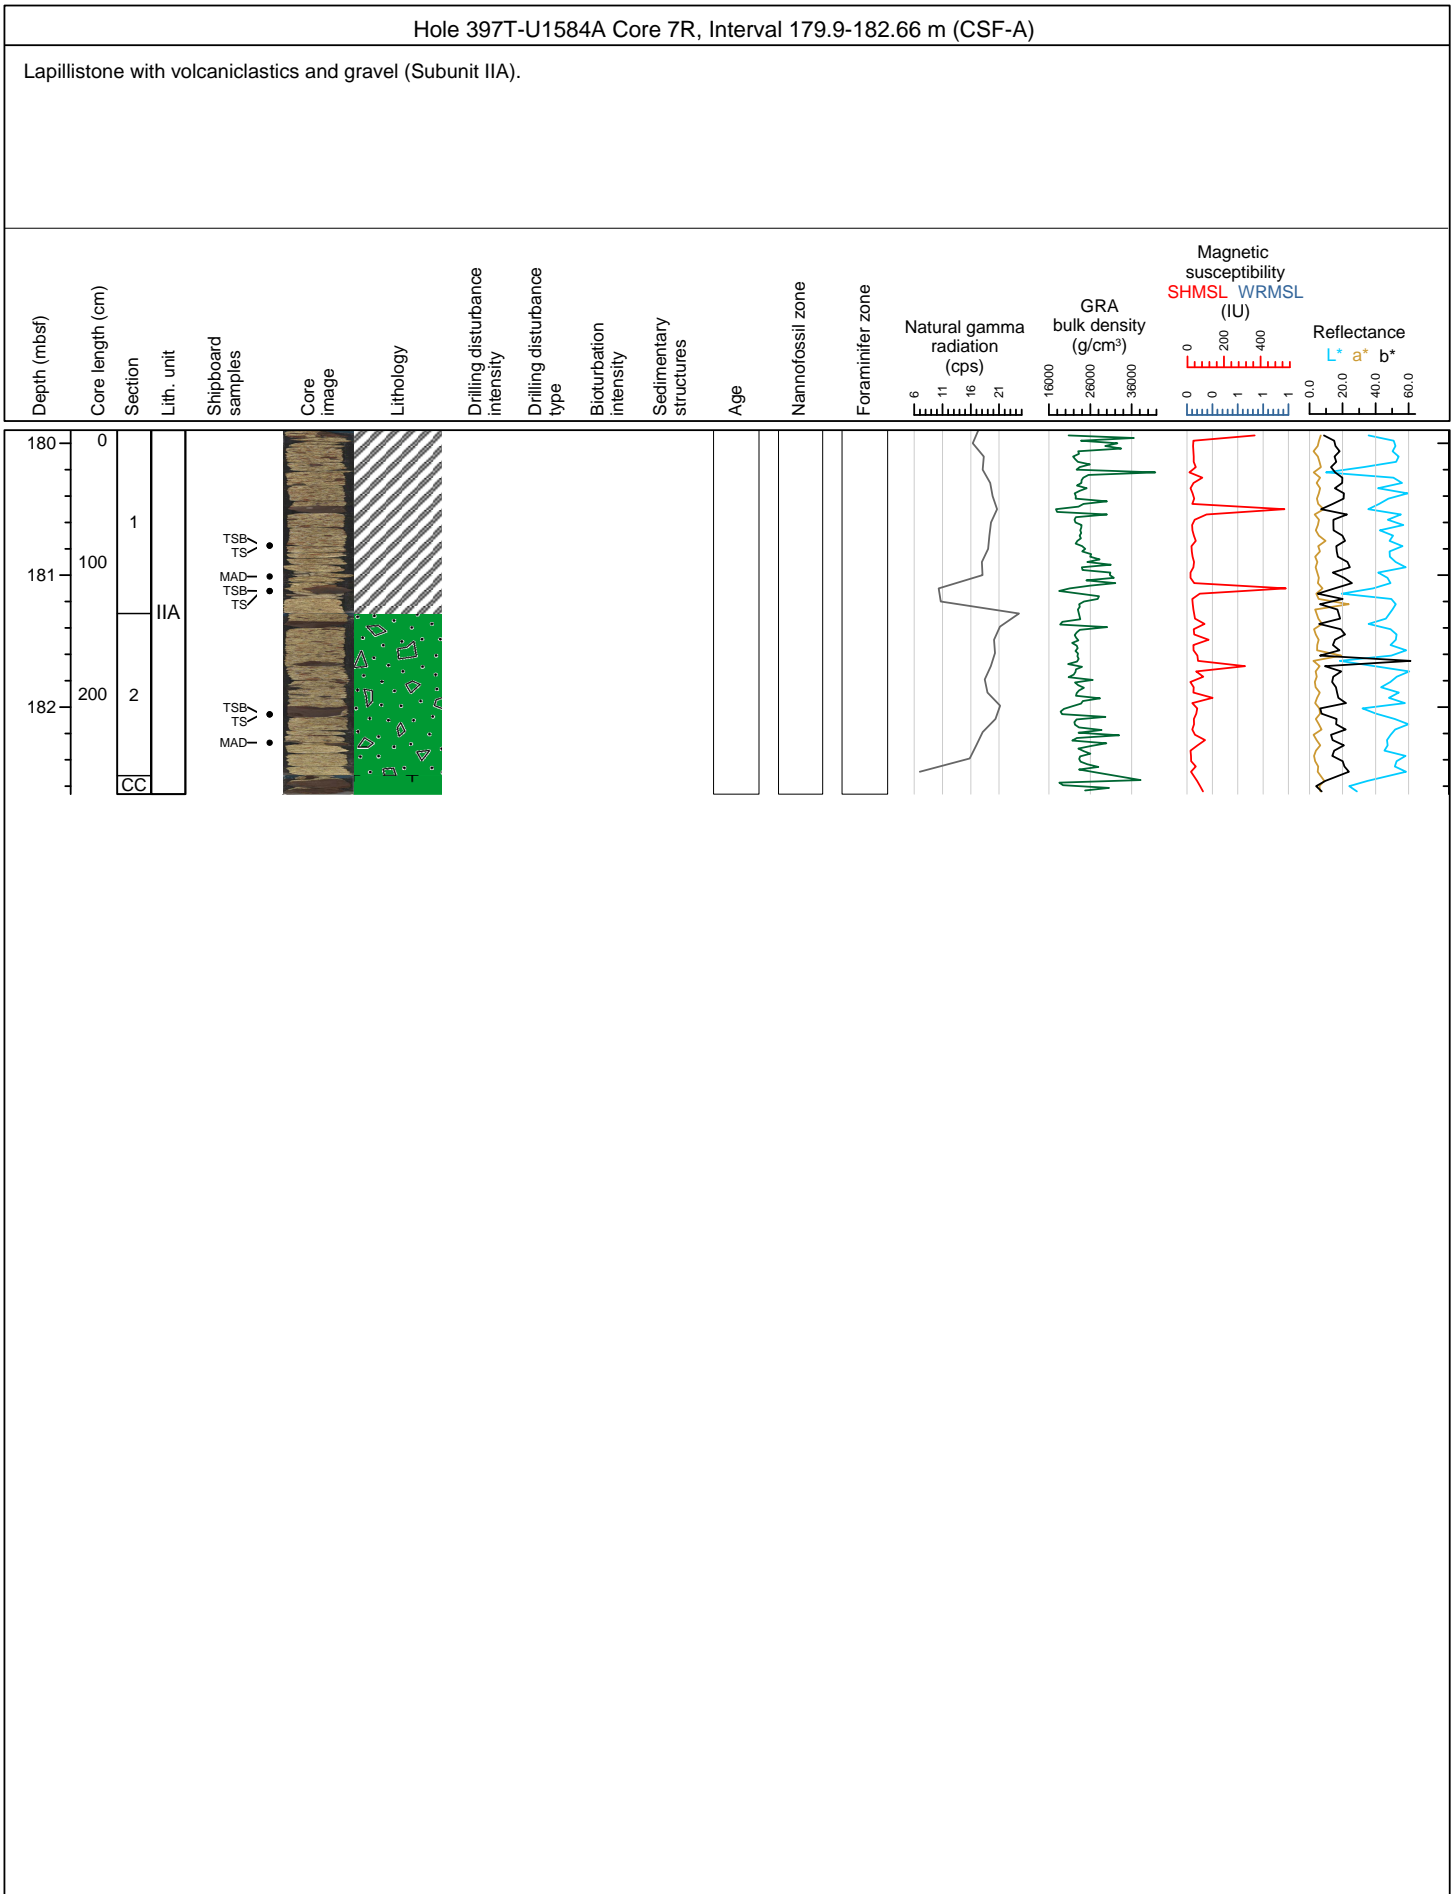 Hole 397T-U1584A Core 7R, Interval 179.9-182.66 m (CSF-A)
Lapillistone with volcaniclastics and gravel (Subunit IIA).
Depth (mbsf)
Core length (cm)
Section
Lith. unit
Shipboard
samples
Core
image
Lithology
Drilling disturbance
intensity
Drilling disturbance
type
Bioturbation
intensity
Sedimentary
structures
Age
Nannofossil zone
Foraminifer zone
Natural gamma
radiation
(cps)
6 11 16 21
GRA
bulk density
(g/cm³)
16000 26000 36000
Magnetic
susceptibility
SHMSL WRMSL
(IU)
0 200 400
0 0 1 1 1
Reflectance
L* a* b*
0.0 20.0 40.0 60.0
180 0
1
TSB
TS
100
181 MAD
TSB
TS
IIA
200 2
182 TSB
TS
MAD
CC